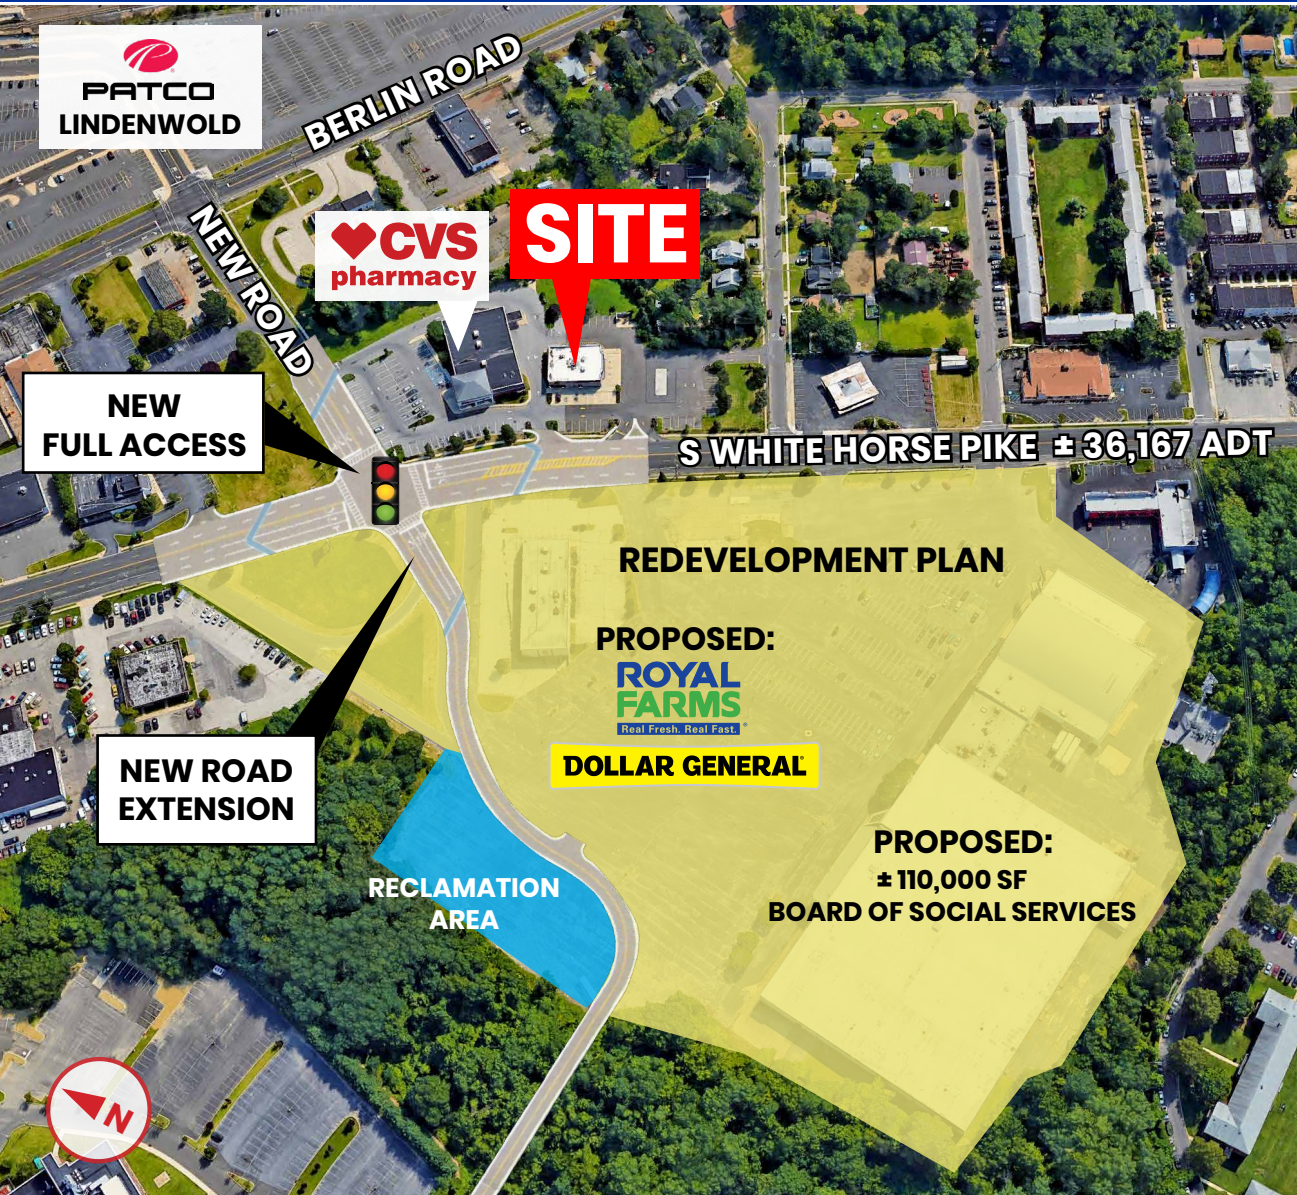 PATCO
LINDENWOLD
BERLIN ROAD
NEW ROAD
CVS
pharmacy
SITE
NEW
FULL ACCESS
S WHITE HORSE PIKE ± 36,167 ADT
REDEVELOPMENT PLAN
PROPOSED:
ROYAL
FARMS
Real Fresh. Real Fast.®
DOLLAR GENERAL
NEW ROAD
EXTENSION
PROPOSED:
± 110,000 SF
BOARD OF SOCIAL SERVICES
RECLAMATION
AREA
N